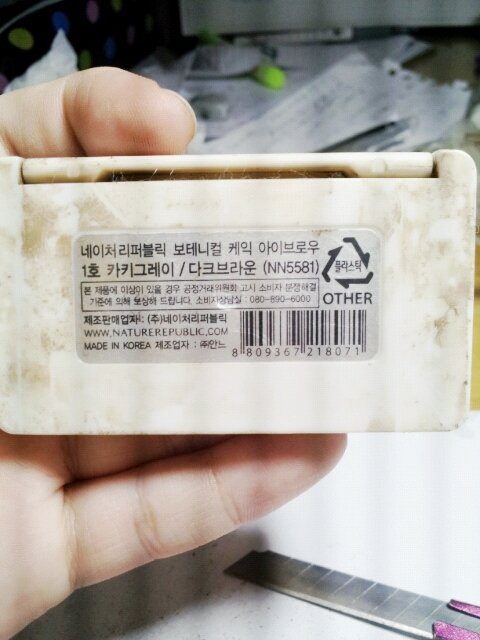 네이처리퍼블릭 보테니컬 케익 아이브로우
1호 카키그레이 / 다크브라운 (NN5581)
플라스틱
OTHER
본 제품에 이상이 있을 경우 공정거래위원회 고시 소비자 분쟁해결
기준에 의해 보상해 드립니다. 소비자상담실 : 080-890-6000
제조판매업자: (주)네이처리퍼블릭
WWW.NATUREREPUBLIC.COM
MADE IN KOREA 제조업자 : ㈜안느
8 809367 218071